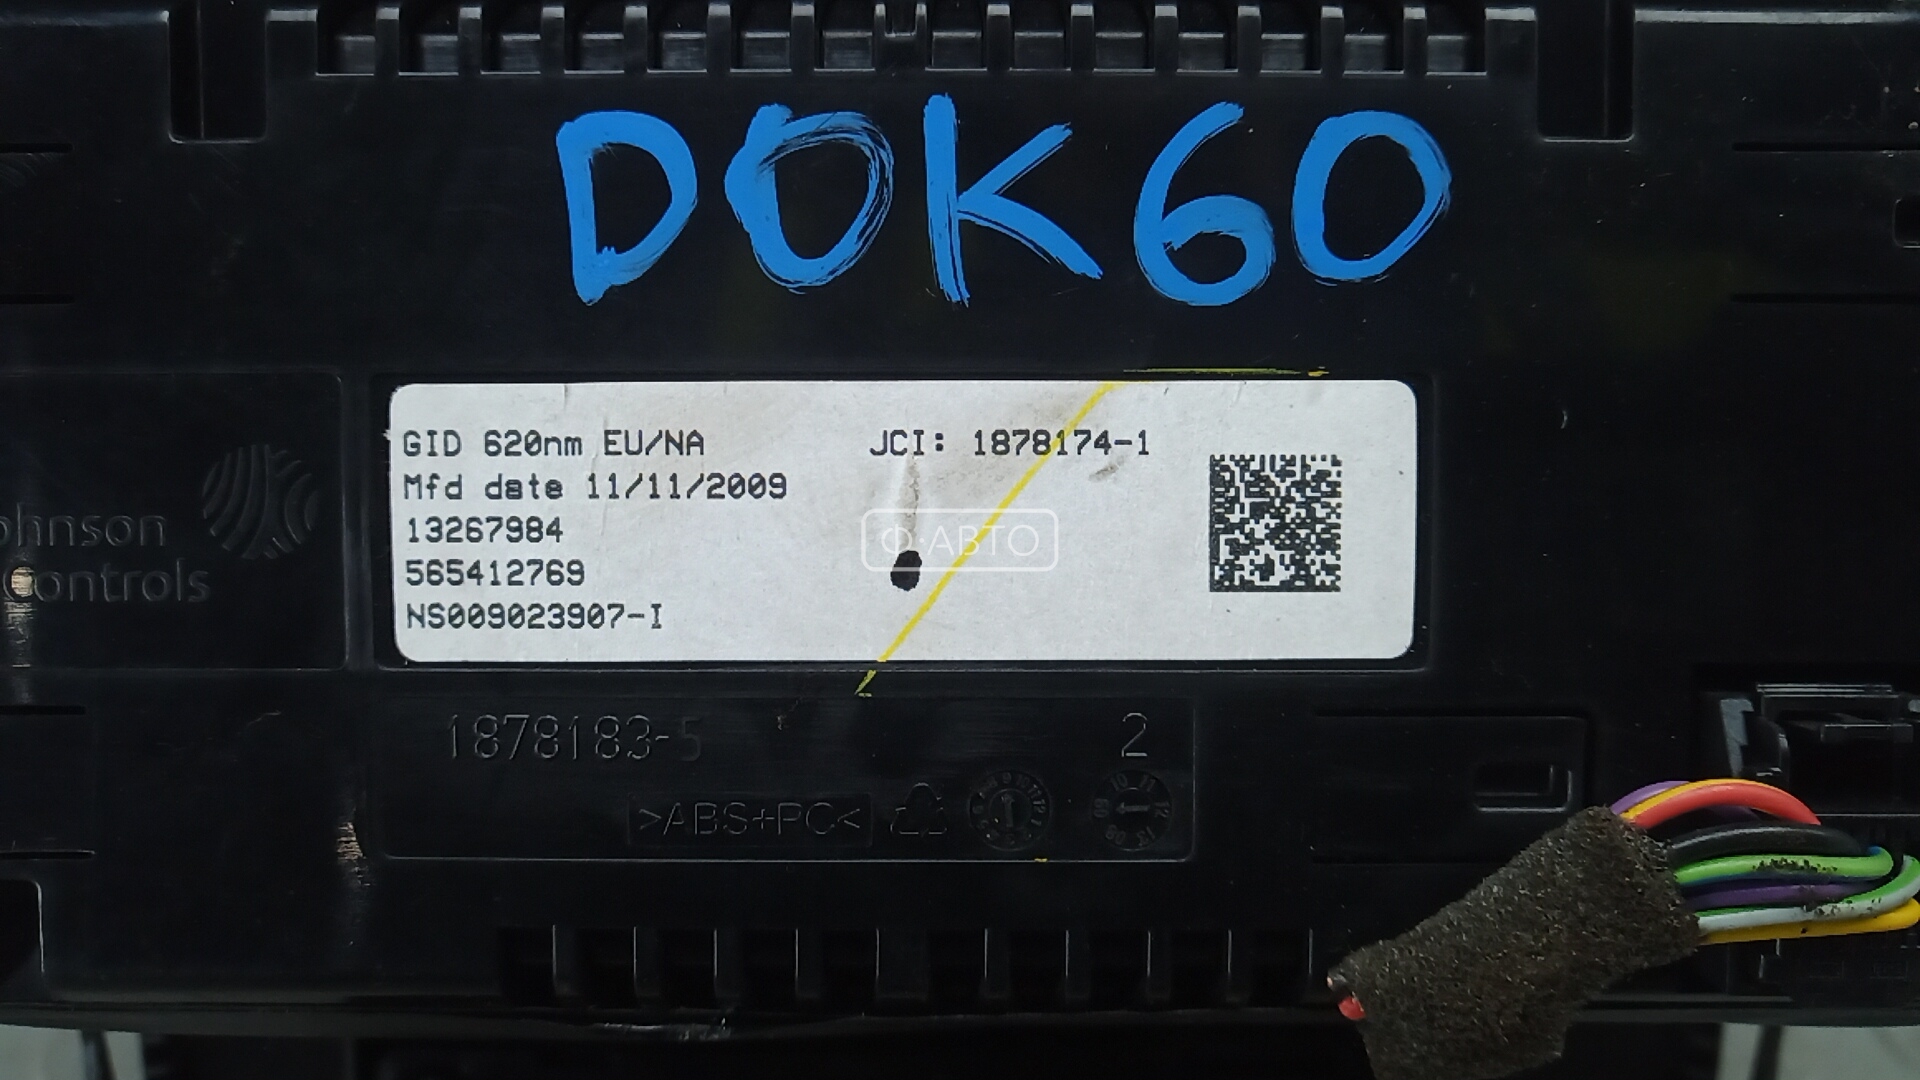 DOK60
GID 620nm EU/NA JCI: 1878174-1
Mfd date 11/11/2009
13267984
565412769
NS009023907-I
Ф·АВТО
ohnson
Controls
1878183-5 2
>ABS+PC<